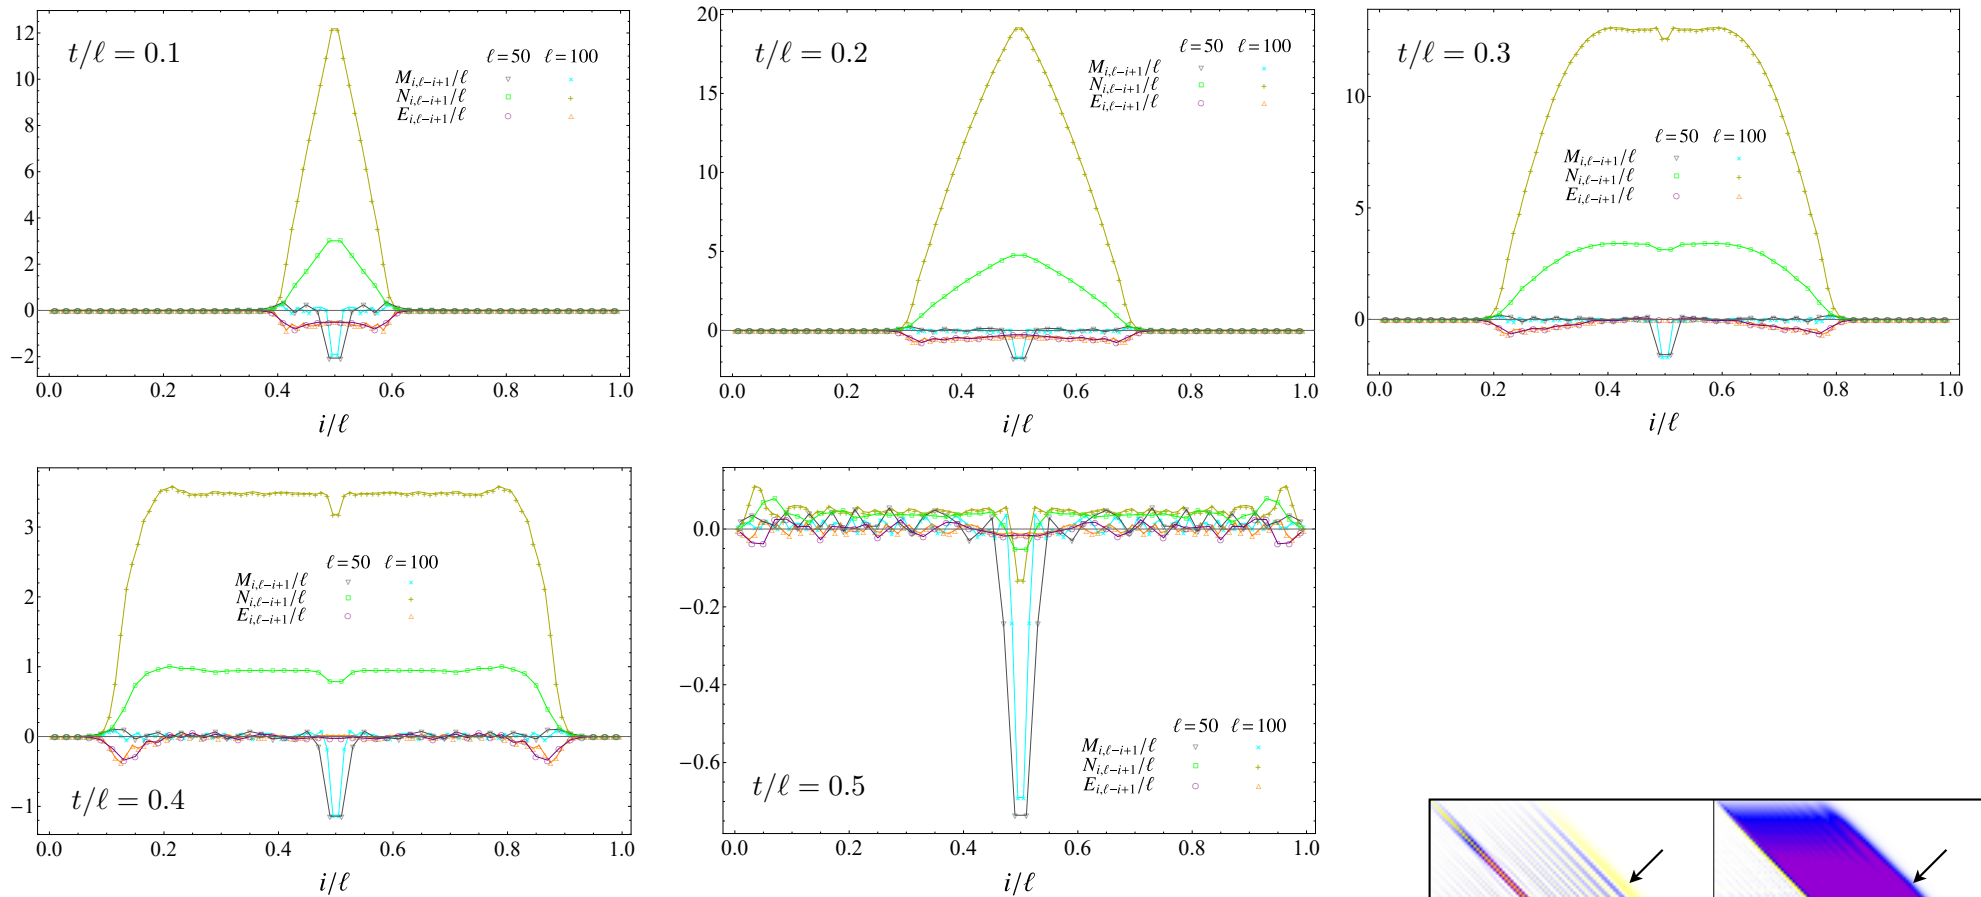 t/ℓ = 0.1
ℓ=50 ℓ=100
M_{i,ℓ−i+1}/ℓ
N_{i,ℓ−i+1}/ℓ
E_{i,ℓ−i+1}/ℓ
12
10
8
6
4
2
0
−2
0.0 0.2 0.4 0.6 0.8 1.0
i/ℓ
t/ℓ = 0.2
ℓ=50 ℓ=100
M_{i,ℓ−i+1}/ℓ
N_{i,ℓ−i+1}/ℓ
E_{i,ℓ−i+1}/ℓ
20
15
10
5
0
0.0 0.2 0.4 0.6 0.8 1.0
i/ℓ
t/ℓ = 0.3
ℓ=50 ℓ=100
M_{i,ℓ−i+1}/ℓ
N_{i,ℓ−i+1}/ℓ
E_{i,ℓ−i+1}/ℓ
10
5
0
0.0 0.2 0.4 0.6 0.8 1.0
i/ℓ
3
2
1
0
−1
ℓ=50 ℓ=100
M_{i,ℓ−i+1}/ℓ
N_{i,ℓ−i+1}/ℓ
E_{i,ℓ−i+1}/ℓ
t/ℓ = 0.4
0.0 0.2 0.4 0.6 0.8 1.0
i/ℓ
0.0
−0.2
−0.4
−0.6
ℓ=50 ℓ=100
M_{i,ℓ−i+1}/ℓ
N_{i,ℓ−i+1}/ℓ
E_{i,ℓ−i+1}/ℓ
t/ℓ = 0.5
0.0 0.2 0.4 0.6 0.8 1.0
i/ℓ